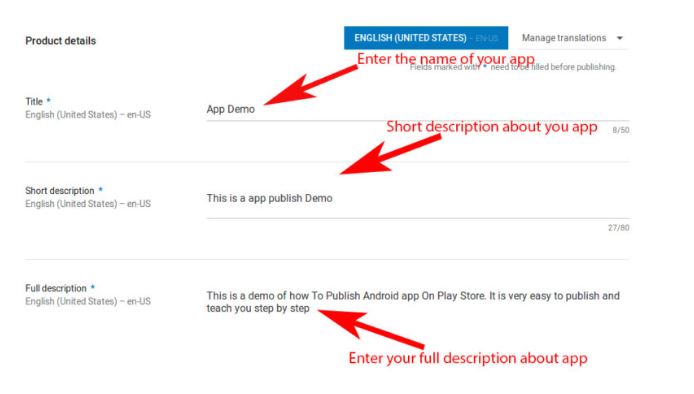 Product details
ENGLISH (UNITED STATES) – EN-US
Manage translations
Enter the name of your app
Fields marked with * need to be filled before publishing.
Title *
English (United States) – en-US
App Demo
Short description about you app
8/50
Short description *
English (United States) – en-US
This is a app publish Demo
27/80
Full description *
English (United States) – en-US
This is a demo of how To Publish Android app On Play Store. It is very easy to publish and
teach you step by step
Enter your full description about app